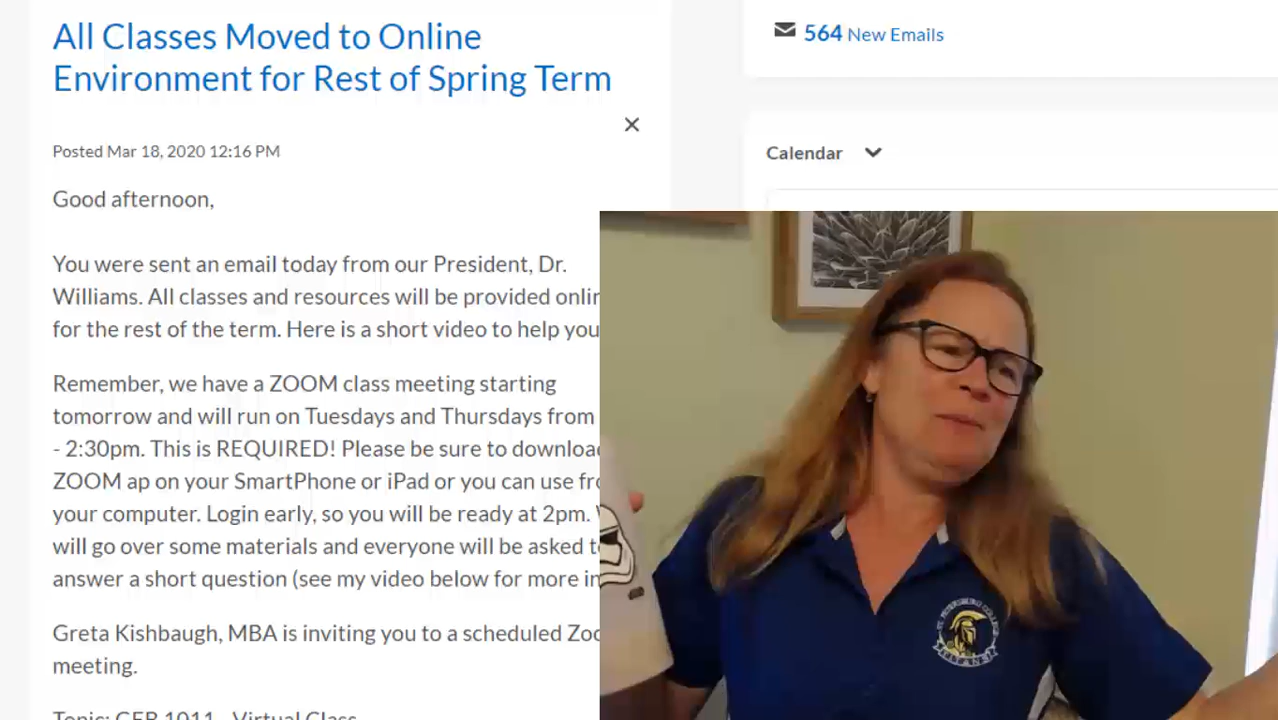 All Classes Moved to Online
Environment for Rest of Spring Term
Posted Mar 18, 2020 12:16 PM
Good afternoon,
You were sent an email today from our President, Dr.
Williams. All classes and resources will be provided onlin
for the rest of the term. Here is a short video to help you
Remember, we have a ZOOM class meeting starting
tomorrow and will run on Tuesdays and Thursdays from
- 2:30pm. This is REQUIRED! Please be sure to downloa
ZOOM ap on your SmartPhone or iPad or you can use fro
your computer. Login early, so you will be ready at 2pm.
will go over some materials and everyone will be asked t
answer a short question (see my video below for more in
Greta Kishbaugh, MBA is inviting you to a scheduled Zoo
meeting.
Topic: GEB 1011 - Virtual Class
564 New Emails
Calendar
TITANS